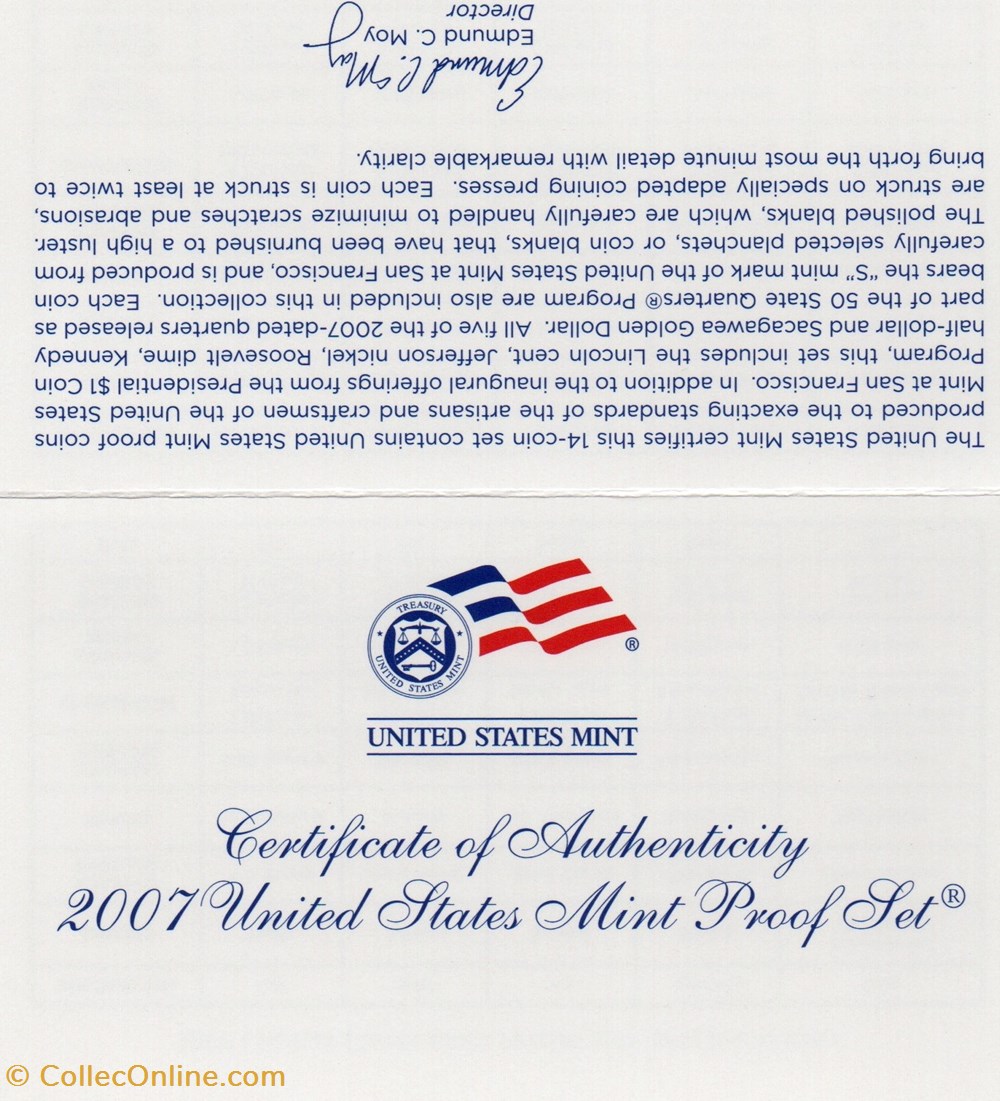 The United States Mint certifies this 14-coin set contains United States Mint proof coins
produced to the exacting standards of the artisans and craftsmen of the United States
Mint at San Francisco. In addition to the inaugural offerings from the Presidential $1 Coin
Program, this set includes the Lincoln cent, Jefferson nickel, Roosevelt dime, Kennedy
half-dollar and Sacagawea Golden Dollar. All five of the 2007-dated quarters released as
part of the 50 State Quarters® Program are also included in this collection. Each coin
bears the “S” mint mark of the United States Mint at San Francisco, and is produced from
carefully selected planchets, or coin blanks, that have been burnished to a high luster.
The polished blanks, which are carefully handled to minimize scratches and abrasions,
are struck on specially adapted coining presses. Each coin is struck at least twice to
bring forth the most minute detail with remarkable clarity.
Edmund C. Moy
Edmund C. Moy
Director
TREASURY
UNITED STATES MINT
®
UNITED STATES MINT
Certificate of Authenticity
2007 United States Mint Proof Set®
© CollecOnline.com